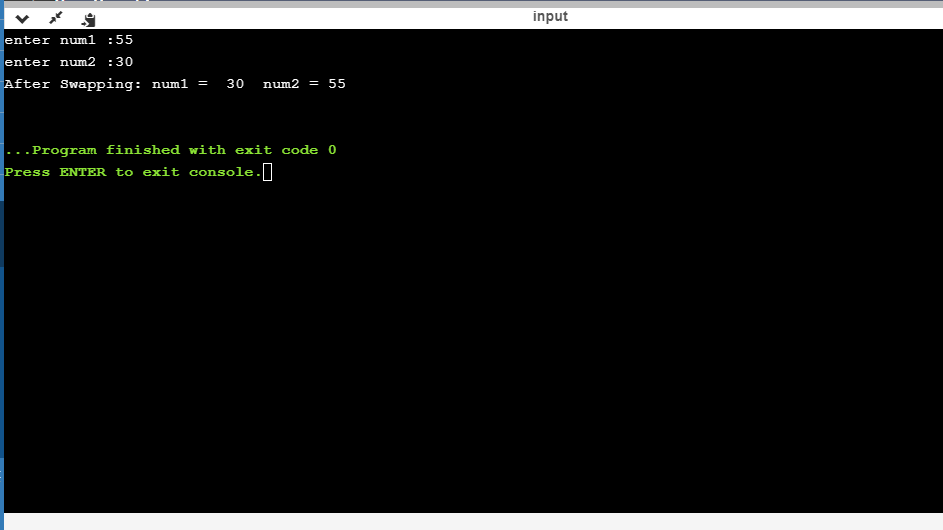 input
enter num1 :55
enter num2 :30
After Swapping: num1 =  30  num2 = 55
...Program finished with exit code 0
Press ENTER to exit console.